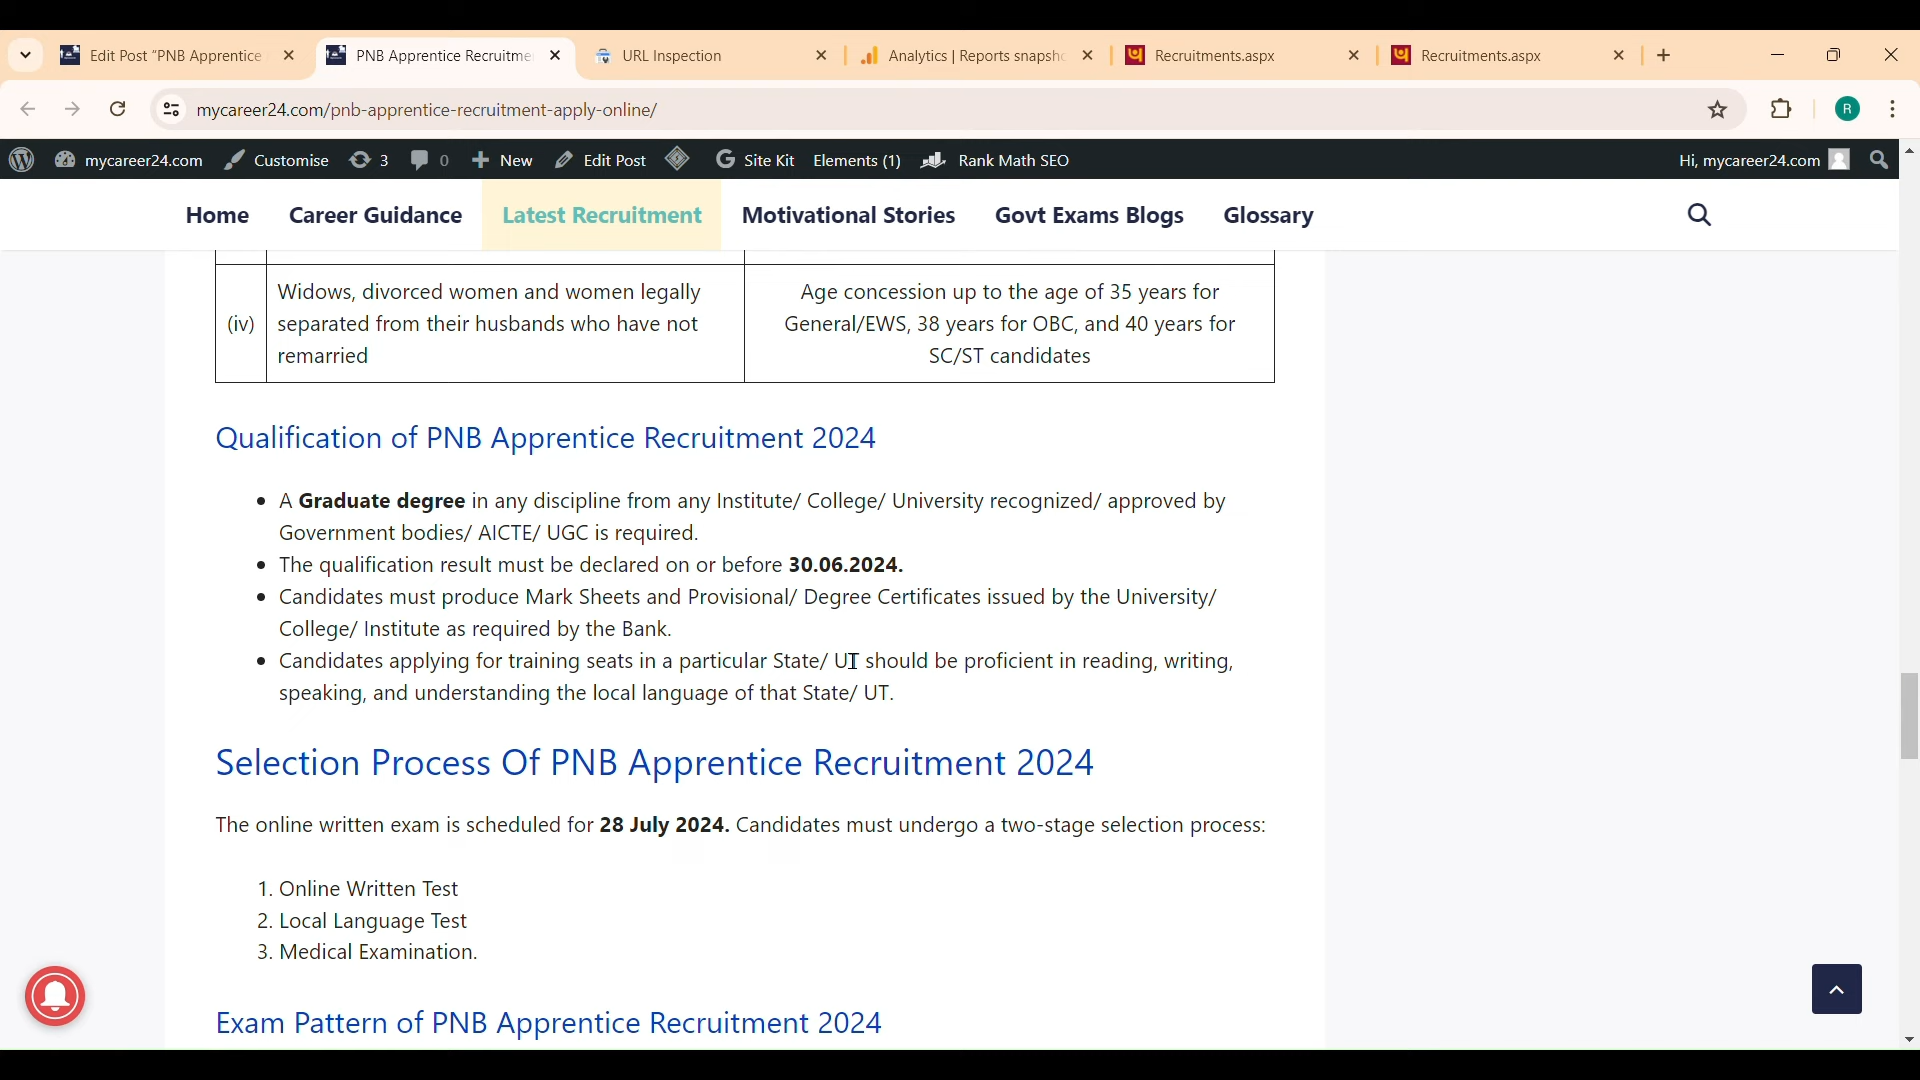 Edit Post "PNB Apprentice
PNB Apprentice Recruitme
URL Inspection
Analytics | Reports snapsho
Recruitments.aspx
Recruitments.aspx
mycareer24.com/pnb-apprentice-recruitment-apply-online/
R
mycareer24.com
Customise
3
0
New
Edit Post
Site Kit
Elements (1)
Rank Math SEO
Hi, mycareer24.com
Home
Career Guidance
Latest Recruitment
Motivational Stories
Govt Exams Blogs
Glossary
(iv)
Widows, divorced women and women legally
separated from their husbands who have not
remarried
Age concession up to the age of 35 years for
General/EWS, 38 years for OBC, and 40 years for
SC/ST candidates
Qualification of PNB Apprentice Recruitment 2024
• A Graduate degree in any discipline from any Institute/ College/ University recognized/ approved by
Government bodies/ AICTE/ UGC is required.
• The qualification result must be declared on or before 30.06.2024.
• Candidates must produce Mark Sheets and Provisional/ Degree Certificates issued by the University/
College/ Institute as required by the Bank.
• Candidates applying for training seats in a particular State/ UT should be proficient in reading, writing,
speaking, and understanding the local language of that State/ UT.
Selection Process Of PNB Apprentice Recruitment 2024
The online written exam is scheduled for 28 July 2024. Candidates must undergo a two-stage selection process:
1. Online Written Test
2. Local Language Test
3. Medical Examination.
Exam Pattern of PNB Apprentice Recruitment 2024